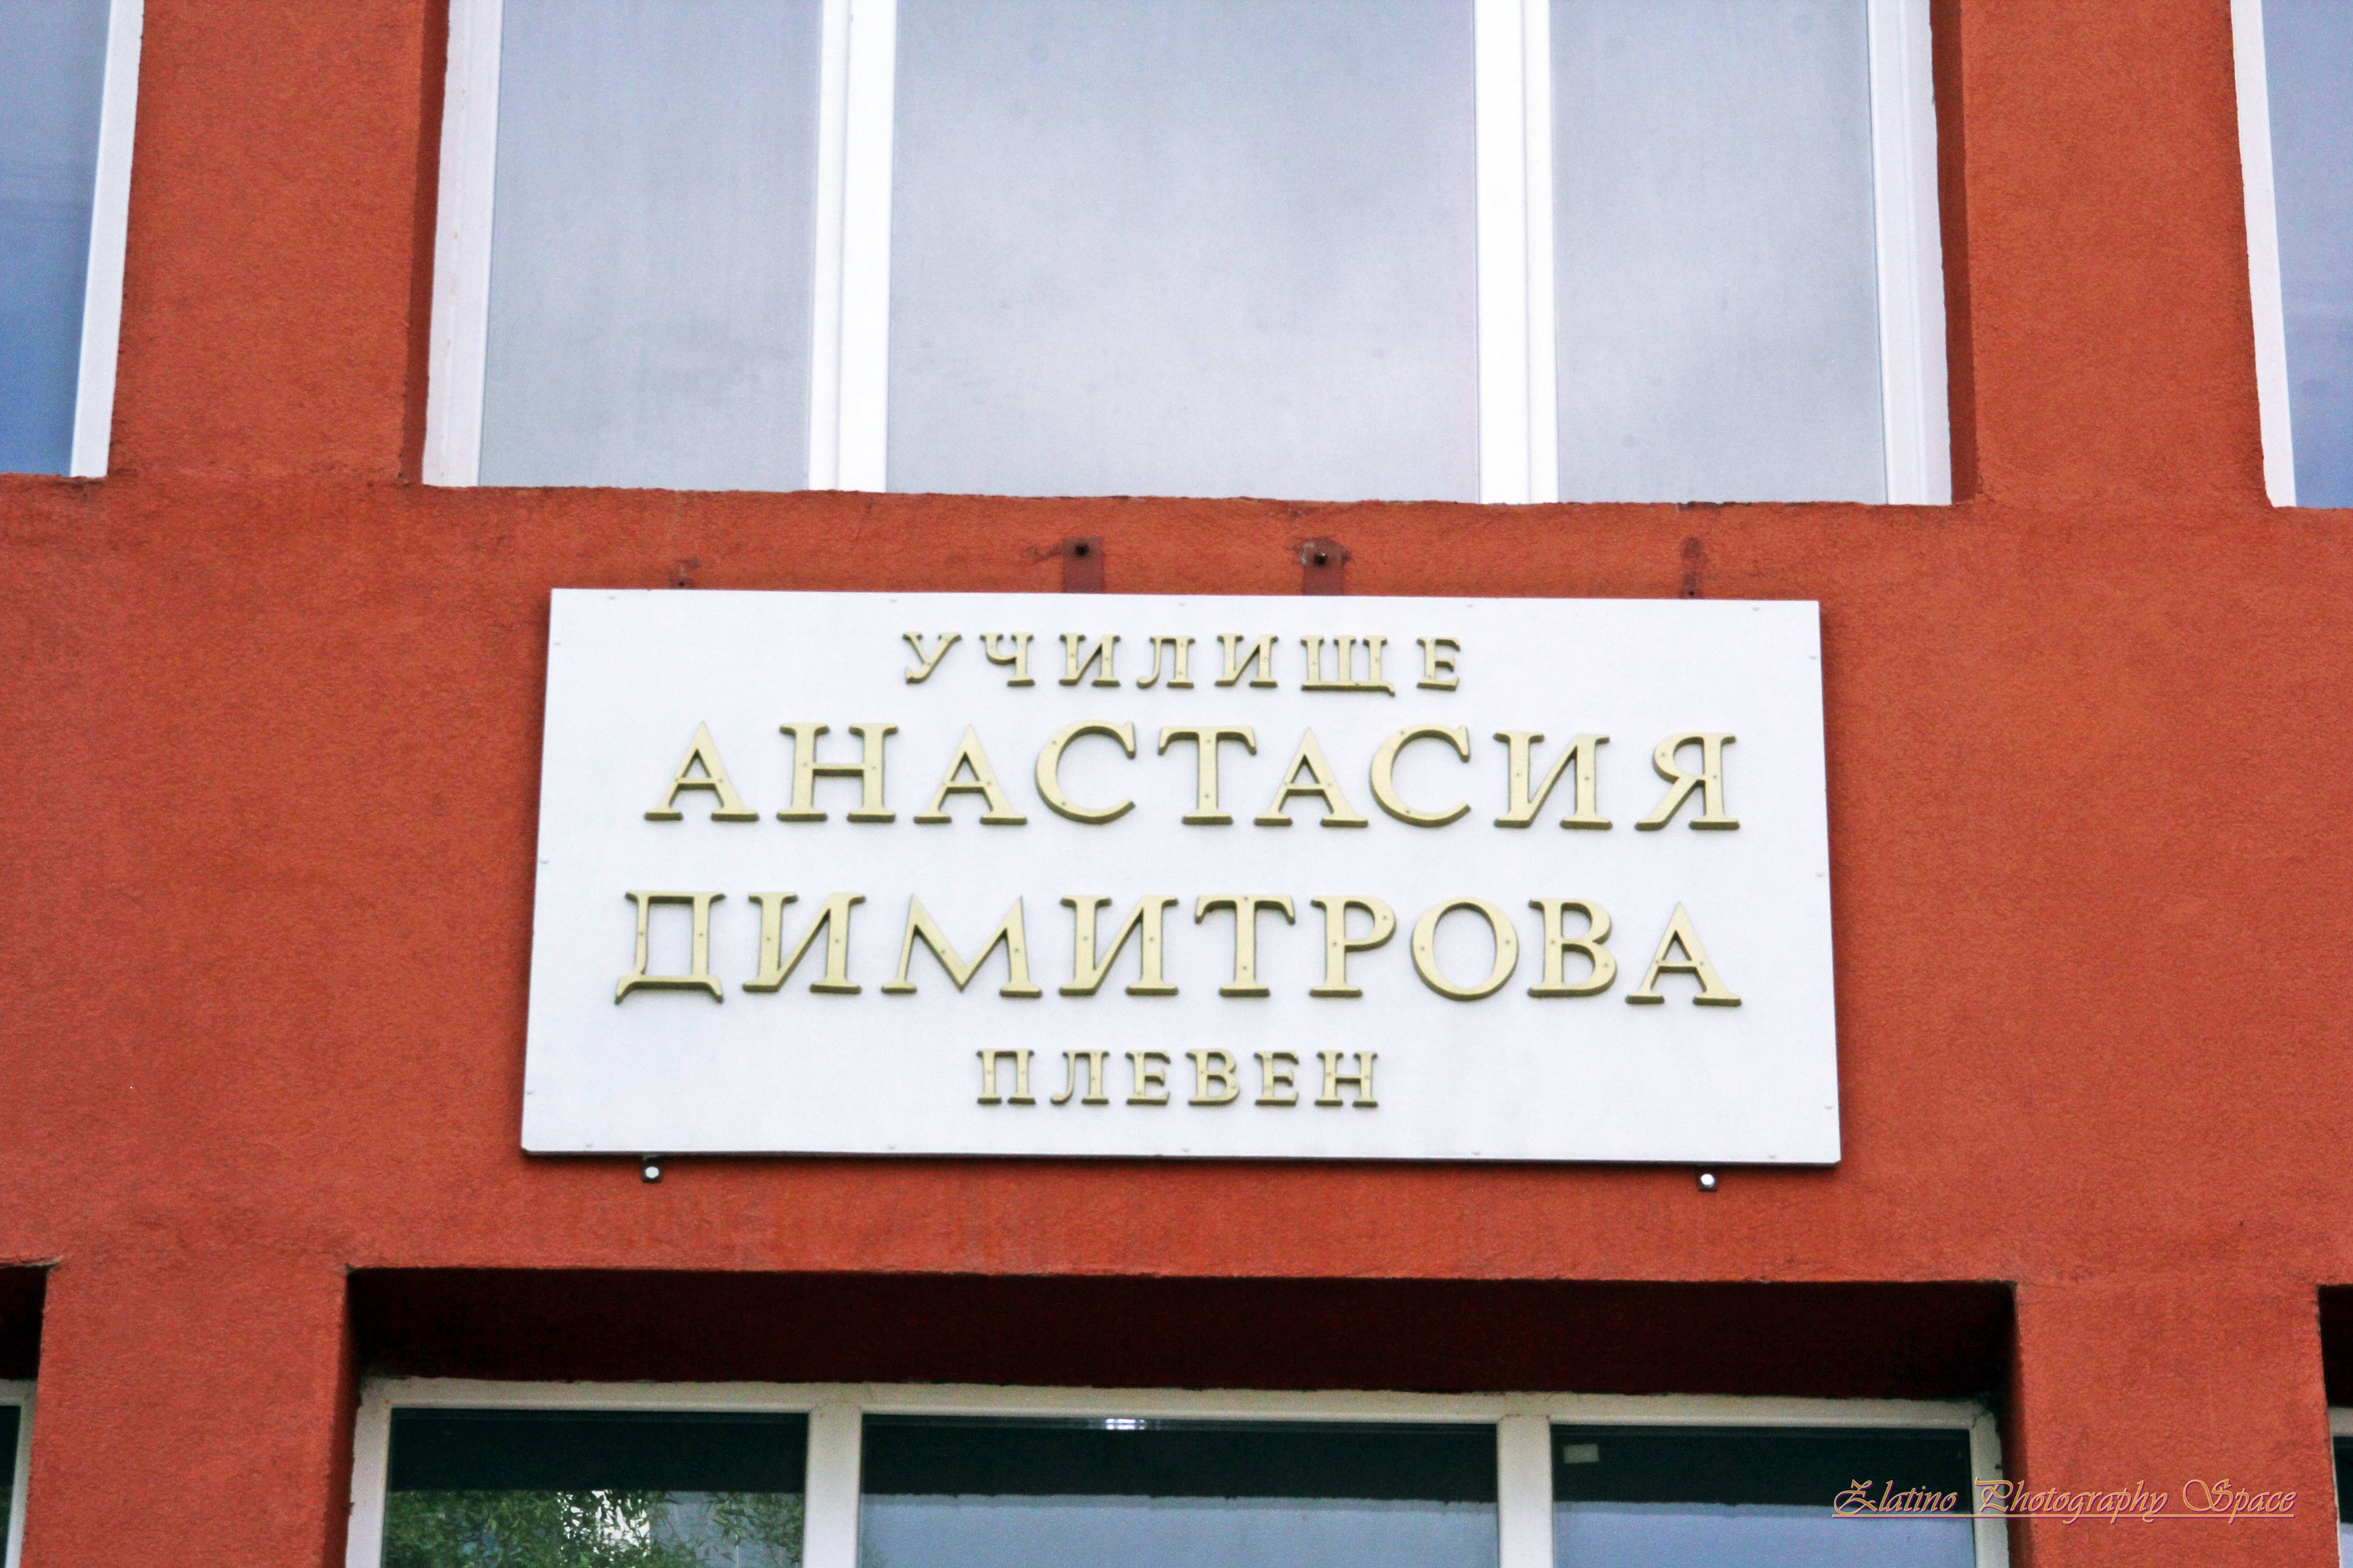 УЧИЛИЩЕ
АНАСТАСИЯ
ДИМИТРОВА
ПЛЕВЕН
Zlatino Photography Space